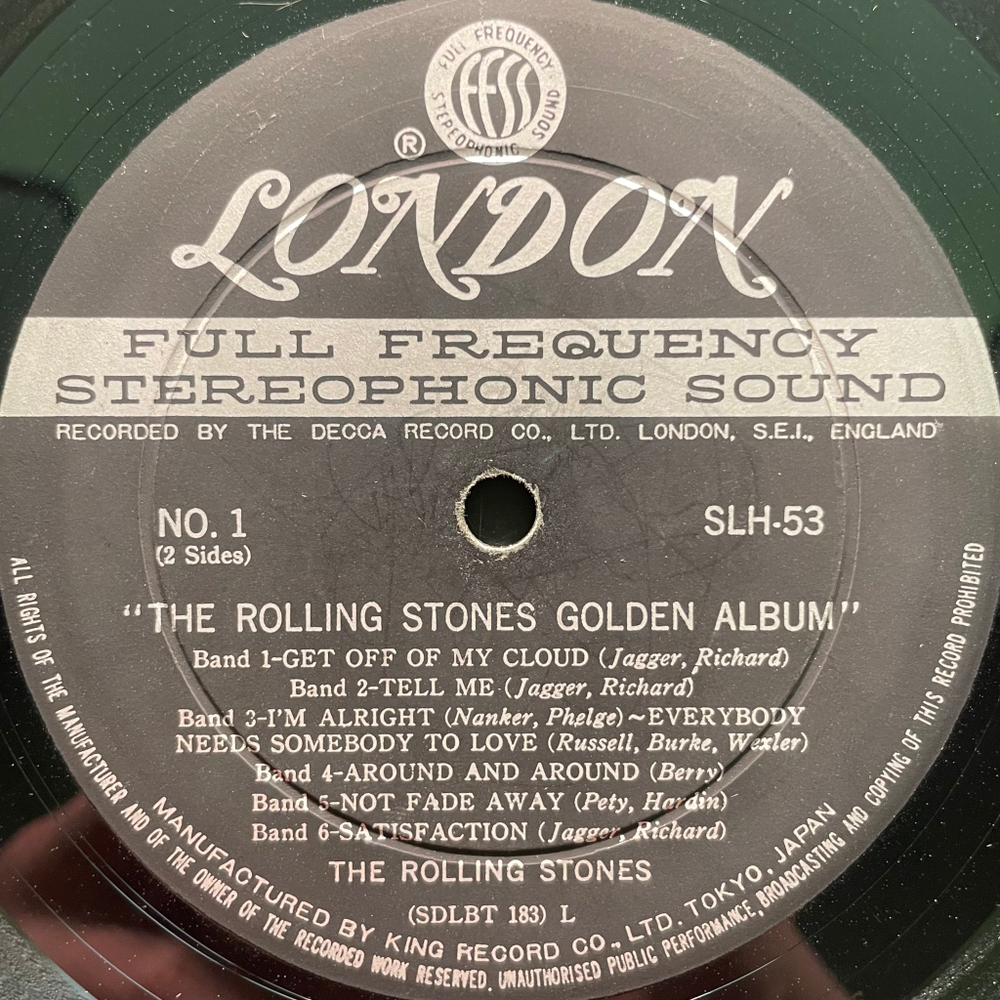 FULL FREQUENCY
ffss
STEREOPHONIC SOUND
®
LONDON
FULL FREQUENCY
STEREOPHONIC SOUND
RECORDED BY THE DECCA RECORD CO., LTD. LONDON, S.E.I., ENGLAND
NO. 1
SLH-53
(2 Sides)
"THE ROLLING STONES GOLDEN ALBUM"
Band 1-GET OFF OF MY CLOUD (Jagger, Richard)
Band 2-TELL ME (Jagger, Richard)
Band 3-I'M ALRIGHT (Nanker, Phelge)~EVERYBODY
NEEDS SOMEBODY TO LOVE (Russell, Burke, Wexler)
Band 4-AROUND AND AROUND (Berry)
Band 5-NOT FADE AWAY (Pety, Hardin)
Band 6-SATISFACTION (Jagger, Richard)
THE ROLLING STONES
(SDLBT 183) L
MANUFACTURED BY KING RECORD CO., LTD. TOKYO, JAPAN
ALL RIGHTS OF THE MANUFACTURER AND OF THE OWNER OF THE RECORDED WORK RESERVED. UNAUTHORISED PUBLIC PERFORMANCE, BROADCASTING AND COPYING OF THIS RECORD PROHIBITED